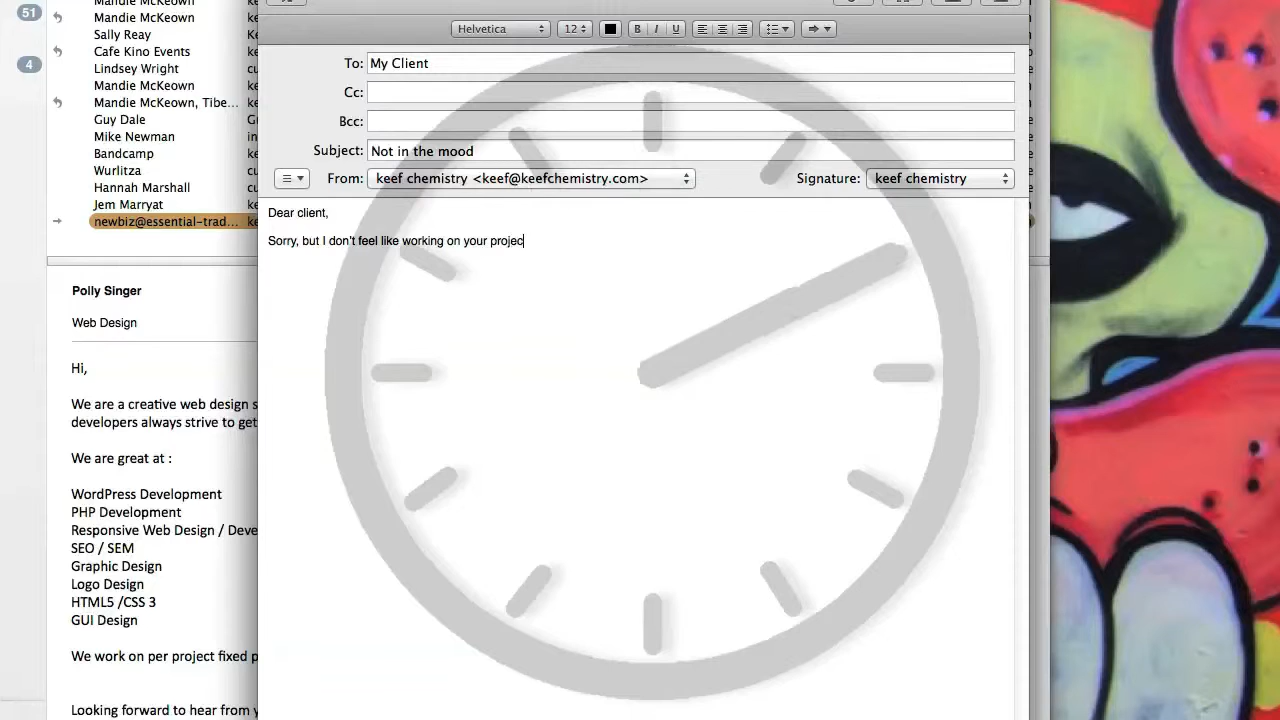 51
Mandie McKeown
Sally Reay
Cafe Kino Events
4
Lindsey Wright
Mandie McKeown
Mandie McKeown, Tibe...
Guy Dale
Mike Newman
Bandcamp
Wurlitza
Hannah Marshall
Jem Marryat
newbiz@essential-trad...
Helvetica
12
B
I
U
To: My Client
Cc:
Bcc:
Subject: Not in the mood
From: keef chemistry <keef@keefchemistry.com>
Signature: keef chemistry
Dear client,
Sorry, but I don't feel like working on your projec
Polly Singer
Web Design
Hi,
We are a creative web design s
developers always strive to get
We are great at :
WordPress Development
PHP Development
Responsive Web Design / Deve
SEO / SEM
Graphic Design
Logo Design
HTML5 /CSS 3
GUI Design
We work on per project fixed p
Looking forward to hear from y